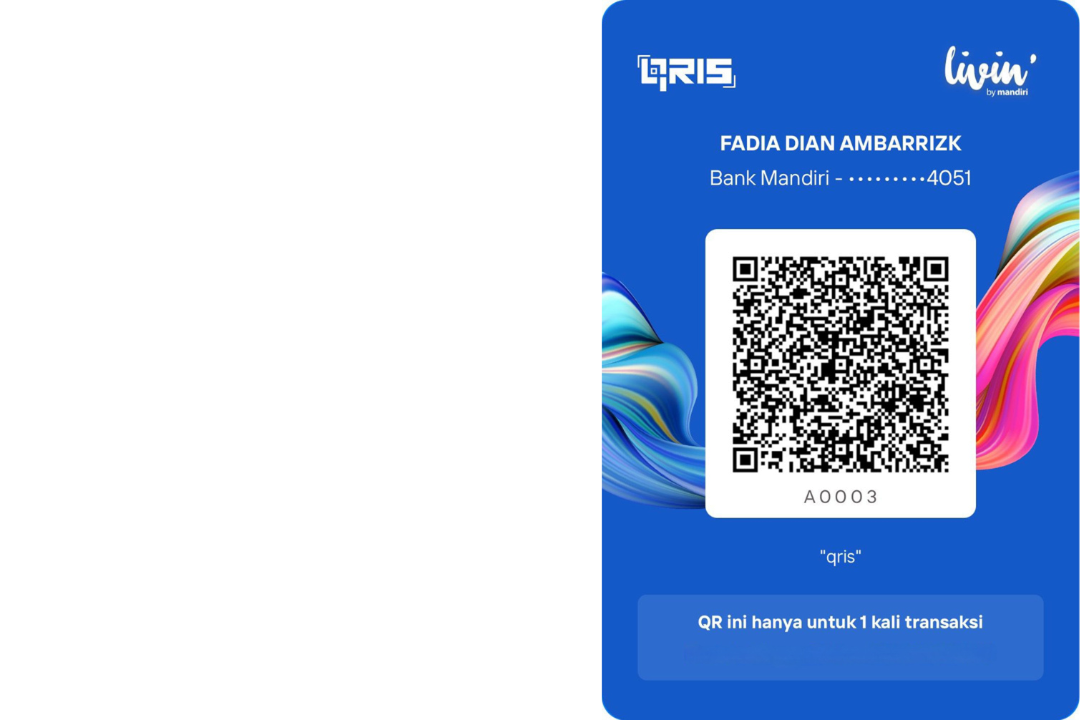 QRIS
livin'
by mandiri
FADIA DIAN AMBARRIZK
Bank Mandiri - •••••••••4051
A0003
"qris"
QR ini hanya untuk 1 kali transaksi